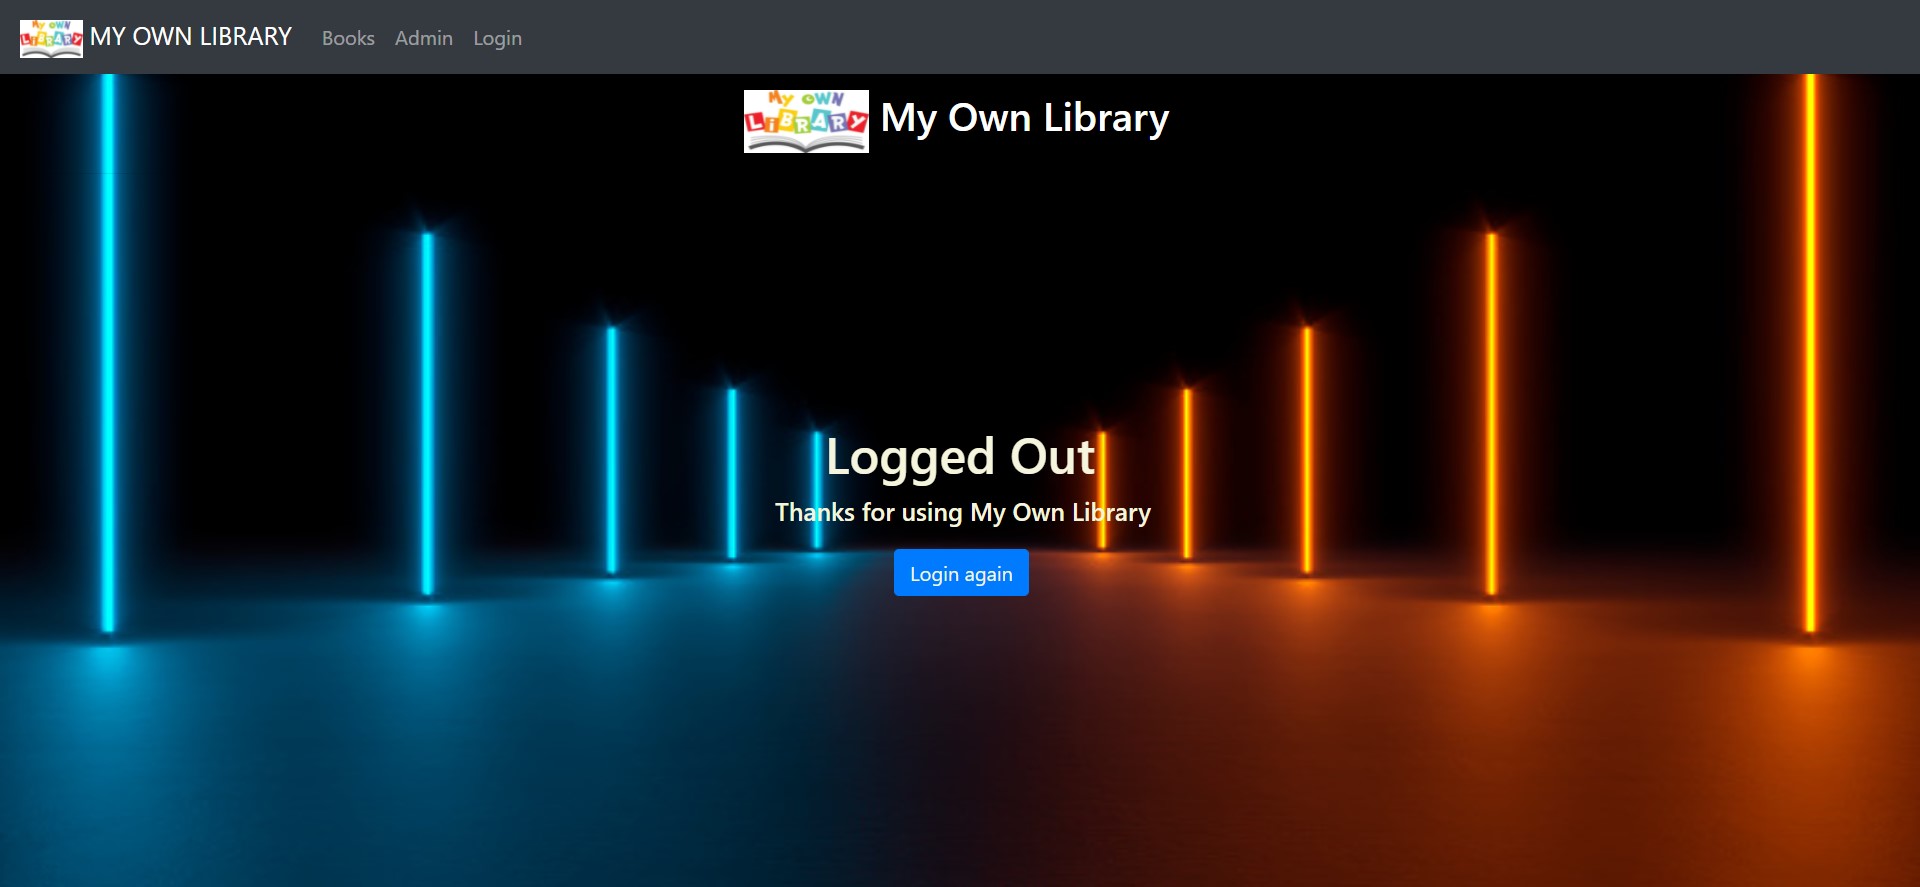 MY OWN LIBRARY MY OWN LIBRARY Books Admin Login
MY OWN LIBRARY My Own Library
Logged Out
Thanks for using My Own Library
Login again